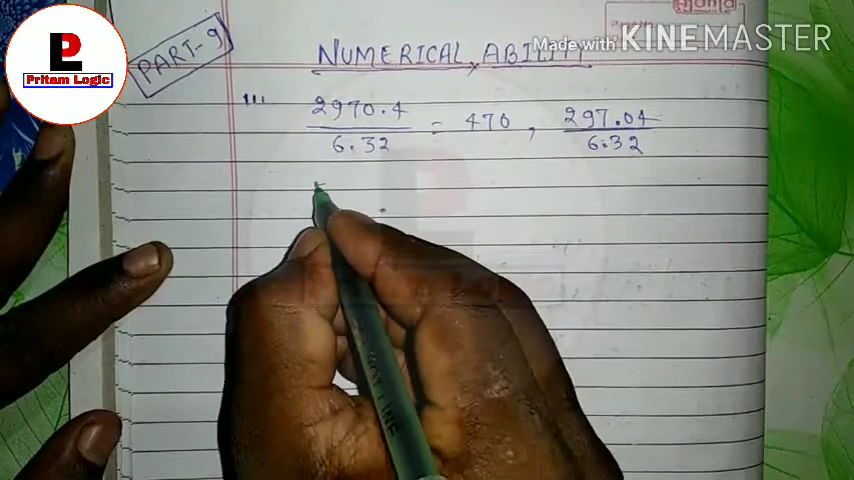 Pritam Logic
PART-9
NUMERICAL ABILITY
Made with KINEMASTER
2970.4
6.32
= 470 ,
297.04
6.32